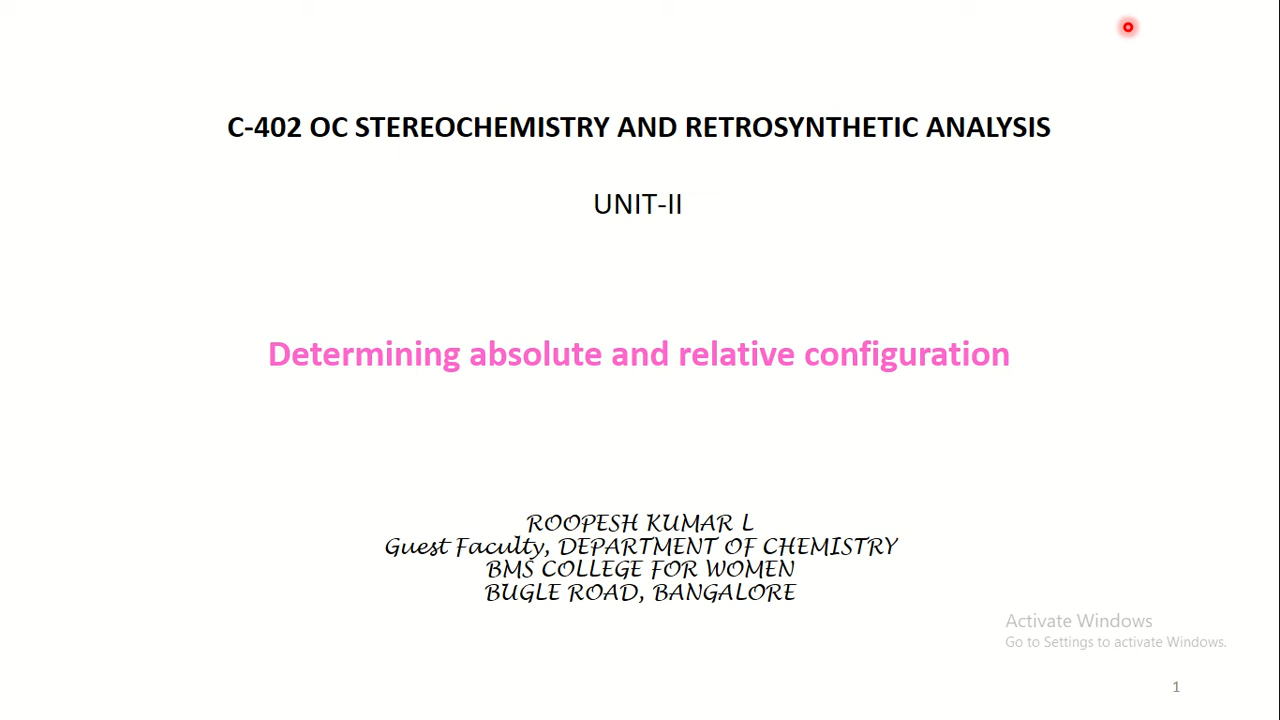 C-402 OC STEREOCHEMISTRY AND RETROSYNTHETIC ANALYSIS
UNIT-II
Determining absolute and relative configuration
ROOPESH KUMAR L
Guest Faculty, DEPARTMENT OF CHEMISTRY
BMS COLLEGE FOR WOMEN
BUGLE ROAD, BANGALORE
Activate Windows
Go to Settings to activate Windows.
1